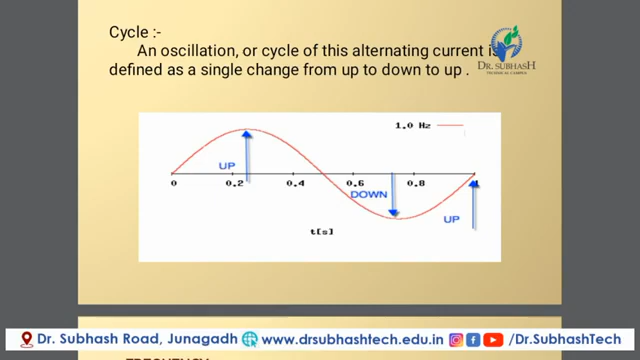 Cycle :-
An oscillation, or cycle of this alternating current is
defined as a single change from up to down to up .
DR. SUBHASH
TECHNICAL CAMPUS
1.0 Hz
UP
0 0.2 0.4 0.6 0.8 1
DOWN
UP
t[s]
Dr. Subhash Road, Junagadh www.drsubhashtech.edu.in /Dr.SubhashTech
FREQUENCY